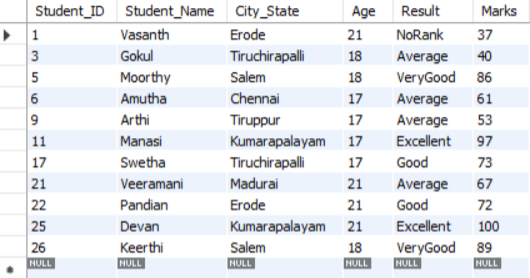 Student_ID Student_Name City_State Age Result Marks
1 Vasanth Erode 21 NoRank 37
3 Gokul Tiruchirapalli 18 Average 40
5 Moorthy Salem 18 VeryGood 86
6 Amutha Chennai 17 Average 61
9 Arthi Tiruppur 17 Average 53
11 Manasi Kumarapalayam 17 Excellent 97
17 Swetha Tiruchirapalli 17 Good 73
21 Veeramani Madurai 21 Average 67
22 Pandian Erode 21 Good 72
25 Devan Kumarapalayam 21 Excellent 100
26 Keerthi Salem 18 VeryGood 89
NULL NULL NULL NULL NULL NULL